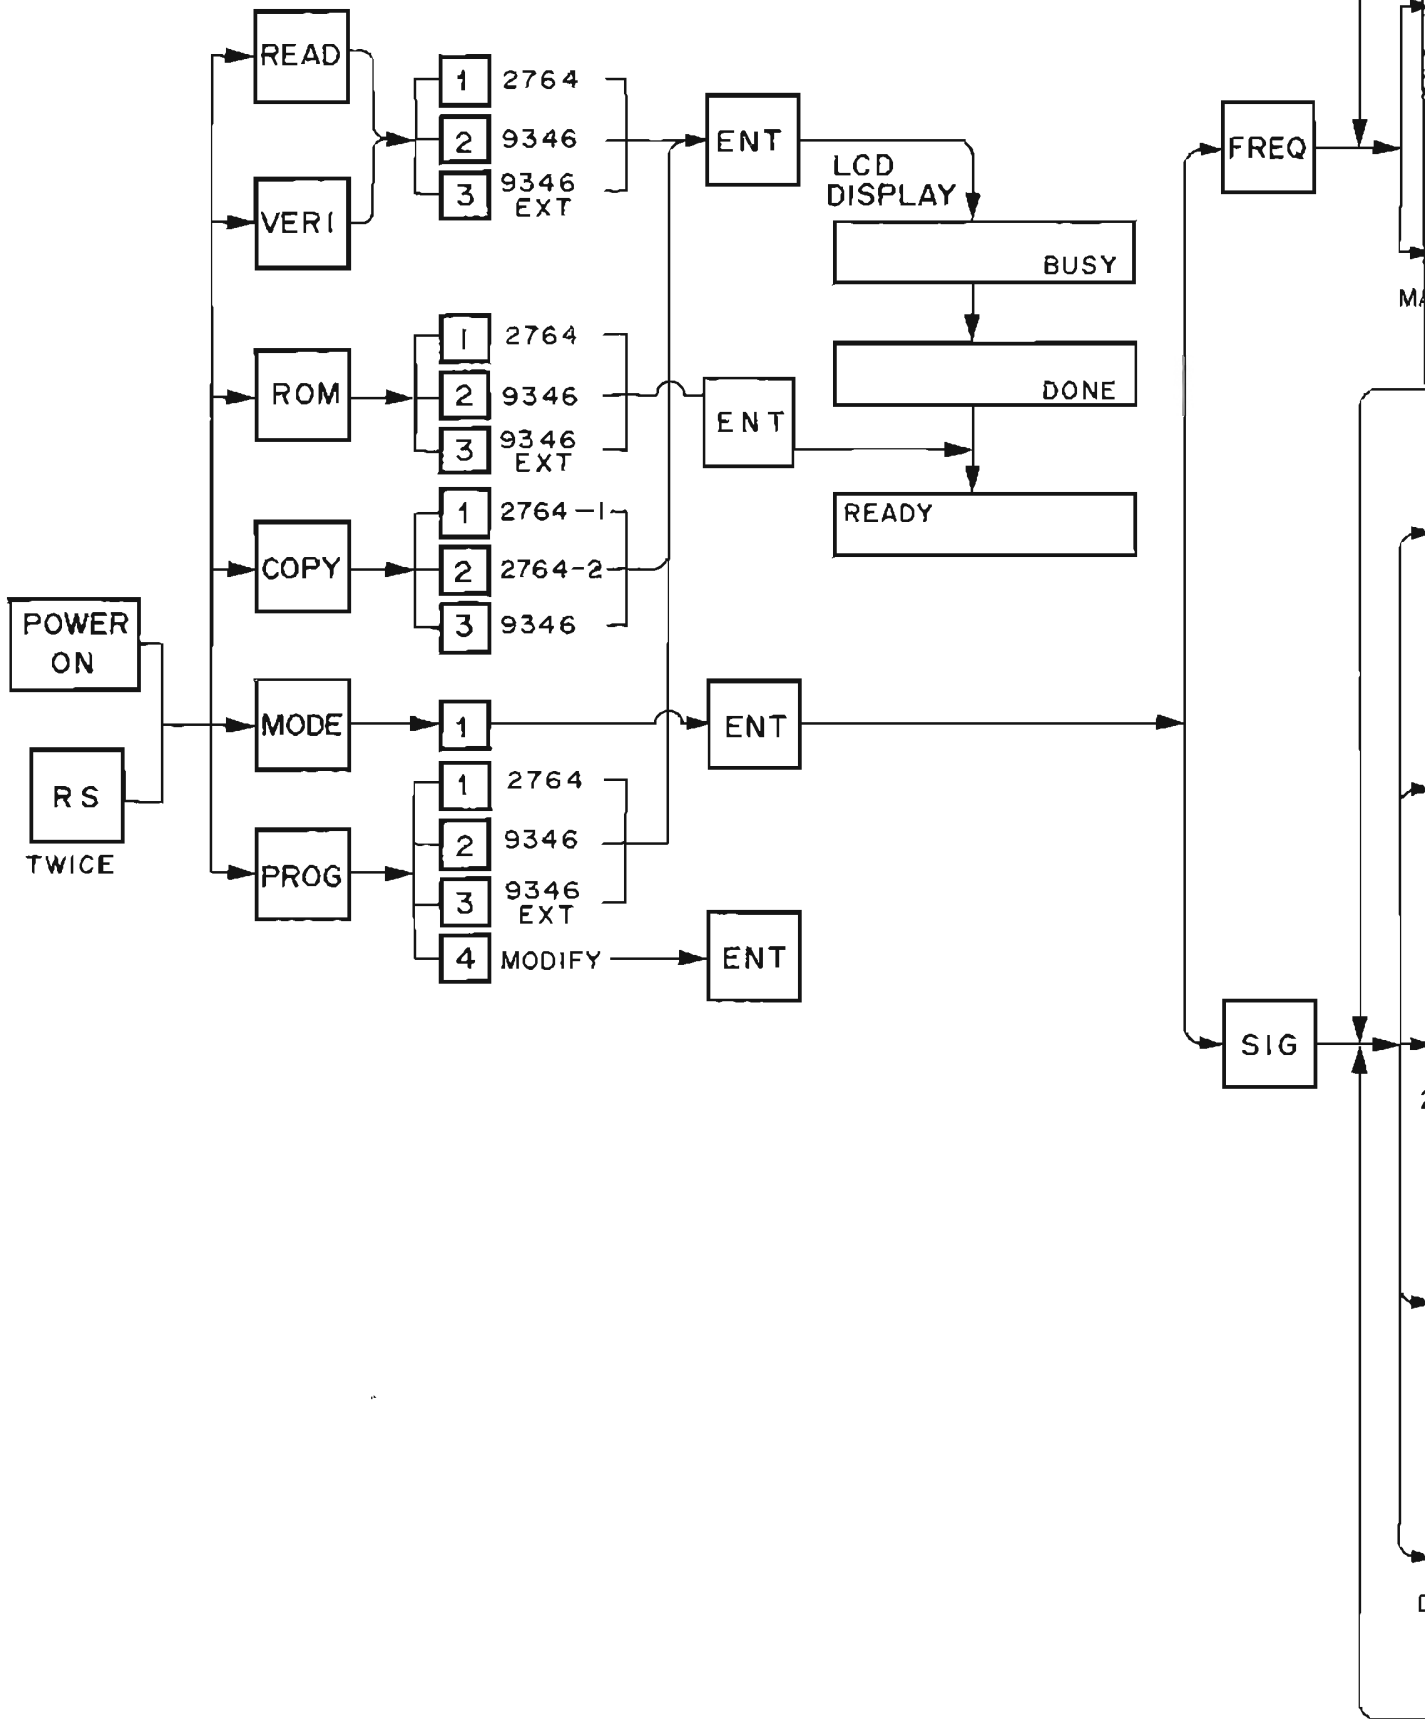 READ
1 2764
2 9346
3 9346
EXT
VERI
ENT
LCD
DISPLAY
BUSY
DONE
READY
FREQ
ROM
1 2764
2 9346
3 9346
EXT
ENT
COPY
1 2764-1
2 2764-2
3 9346
POWER
ON
RS
TWICE
MODE
1
ENT
PROG
1 2764
2 9346
3 9346
EXT
4 MODIFY
ENT
SIG